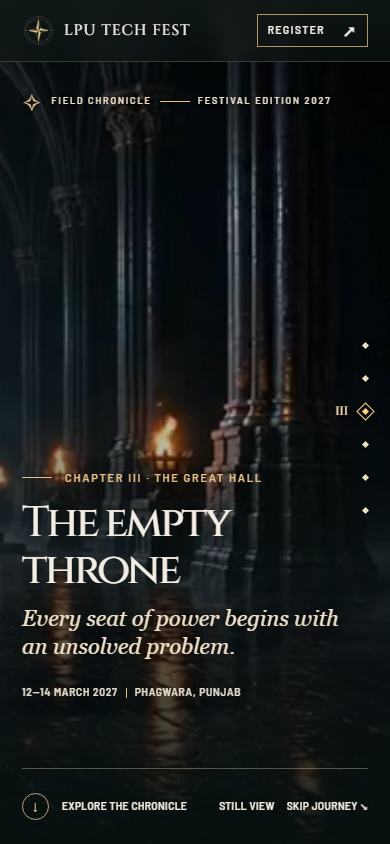 LPU TECH FEST
REGISTER ↗
FIELD CHRONICLE — FESTIVAL EDITION 2027
III
CHAPTER III · THE GREAT HALL
THE EMPTY
THRONE
Every seat of power begins with
an unsolved problem.
12–14 MARCH 2027 | PHAGWARA, PUNJAB
↓ EXPLORE THE CHRONICLE STILL VIEW SKIP JOURNEY ↘